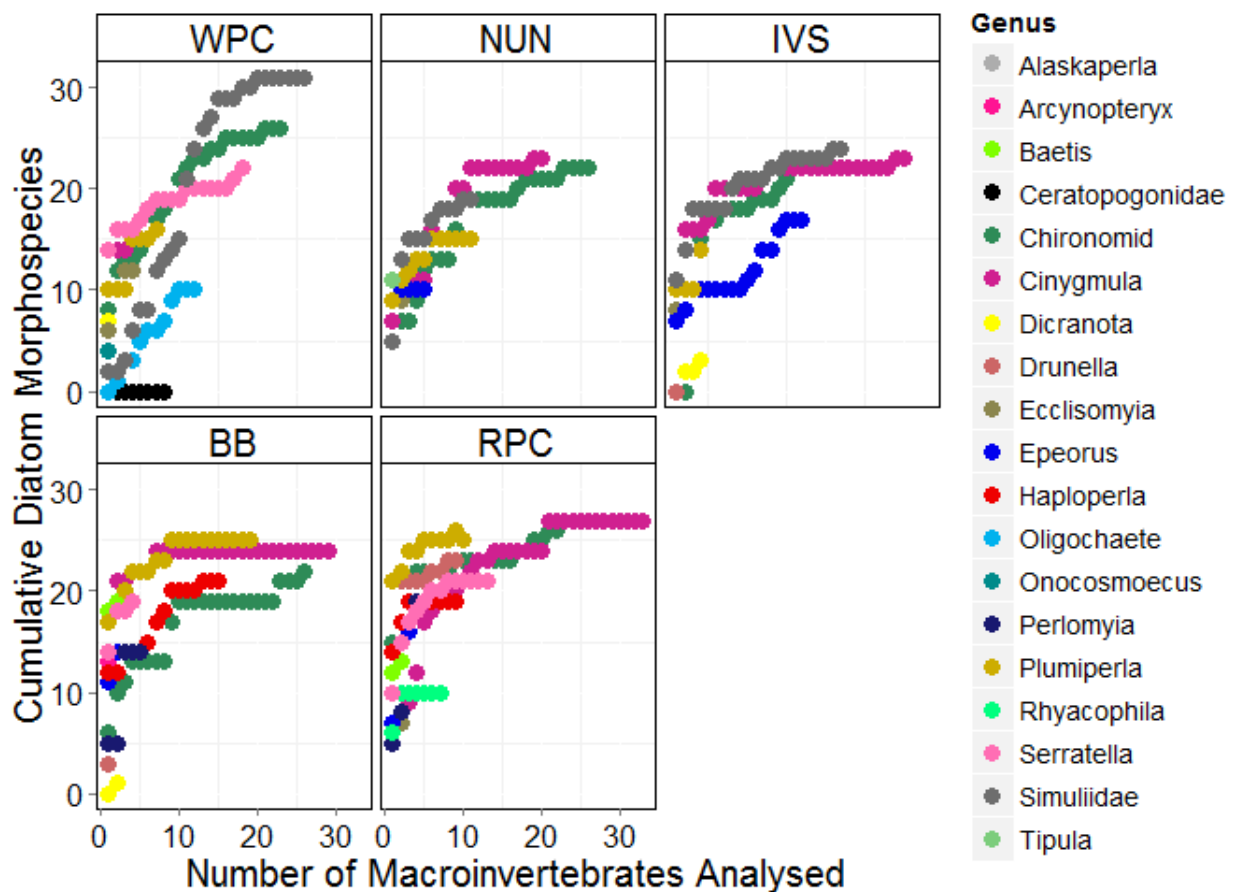 WPC
NUN
IVS
30
20
10
0
BB
RPC
30
20
10
0
0 10 20 30
0 10 20 30
Cumulative Diatom Morphospecies
Number of Macroinvertebrates Analysed
Genus
Alaskaperla
Arcynopteryx
Baetis
Ceratopogonidae
Chironomid
Cinygmula
Dicranota
Drunella
Ecclisomyia
Epeorus
Haploperla
Oligochaete
Onocosmoecus
Perlomyia
Plumiperla
Rhyacophila
Serratella
Simuliidae
Tipula